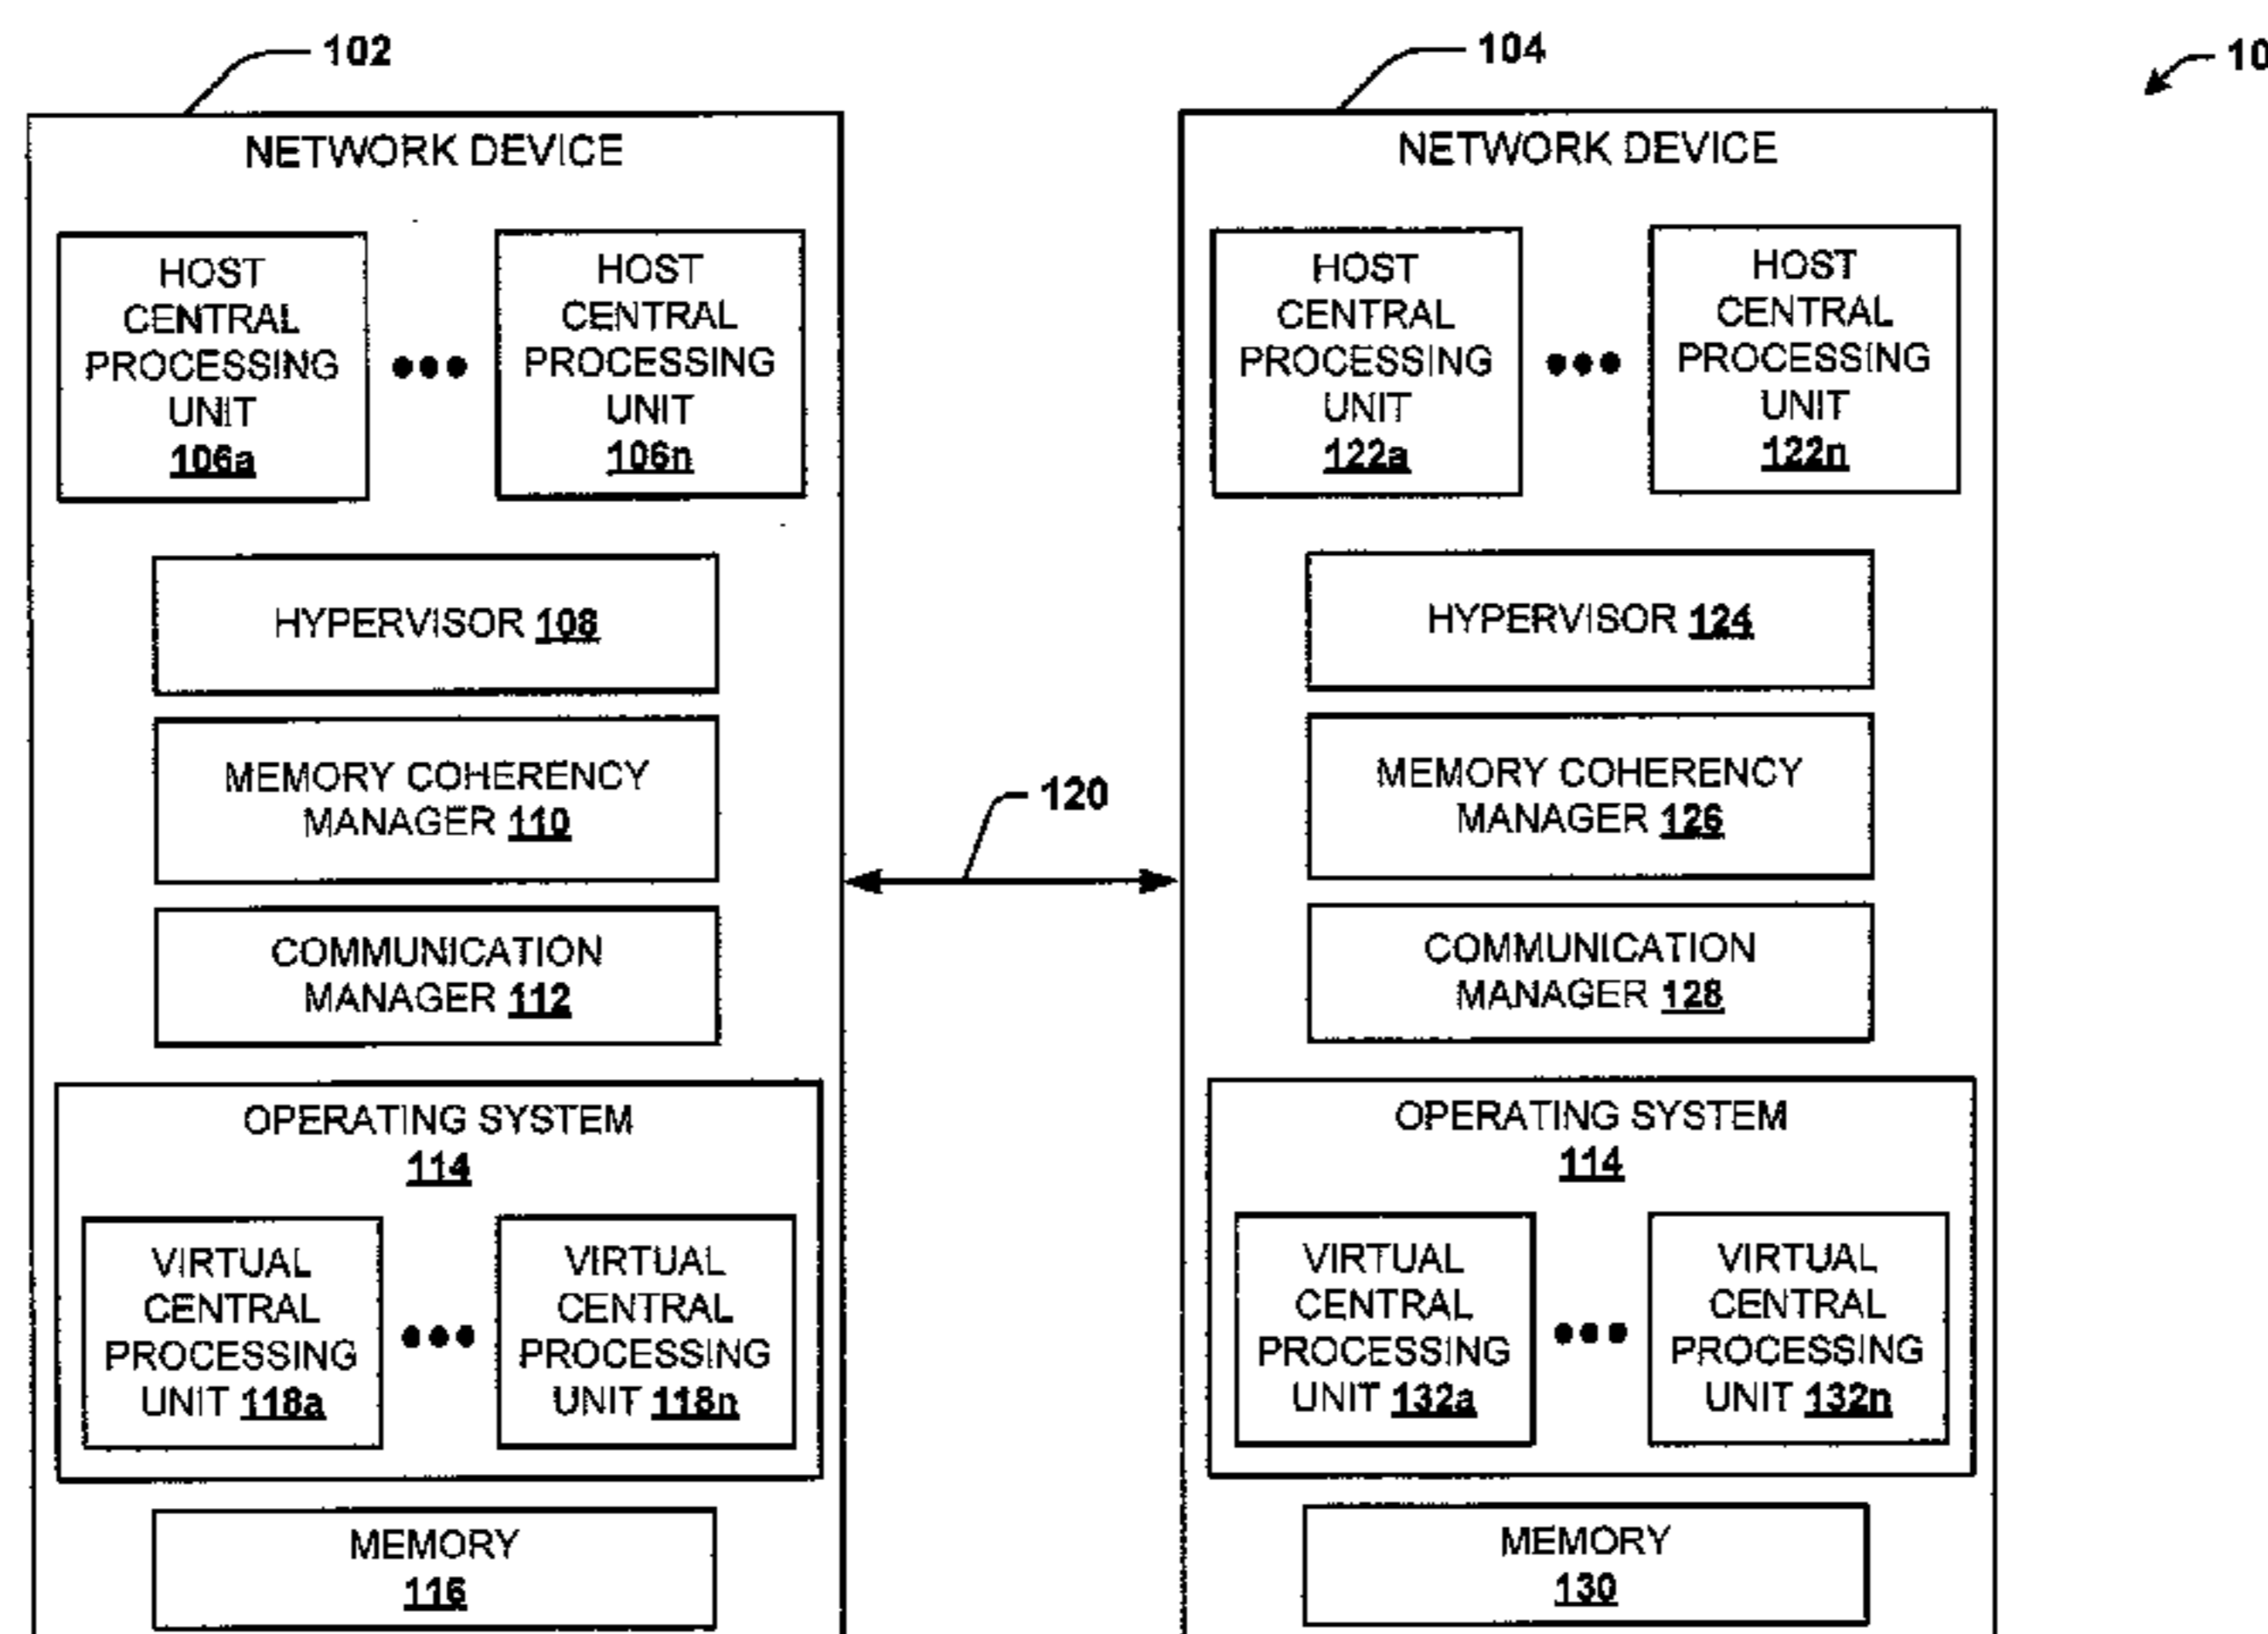 102
104
10
NETWORK DEVICE
HOST
CENTRAL
PROCESSING
UNIT
106a
•••
HOST
CENTRAL
PROCESSING
UNIT
106n
HYPERVISOR 108
MEMORY COHERENCY
MANAGER 110
COMMUNICATION
MANAGER 112
OPERATING SYSTEM
114
VIRTUAL
CENTRAL
PROCESSING
UNIT 118a
•••
VIRTUAL
CENTRAL
PROCESSING
UNIT 118n
MEMORY
116
120
NETWORK DEVICE
HOST
CENTRAL
PROCESSING
UNIT
122a
•••
HOST
CENTRAL
PROCESSING
UNIT
122n
HYPERVISOR 124
MEMORY COHERENCY
MANAGER 126
COMMUNICATION
MANAGER 128
OPERATING SYSTEM
114
VIRTUAL
CENTRAL
PROCESSING
UNIT 132a
•••
VIRTUAL
CENTRAL
PROCESSING
UNIT 132n
MEMORY
130